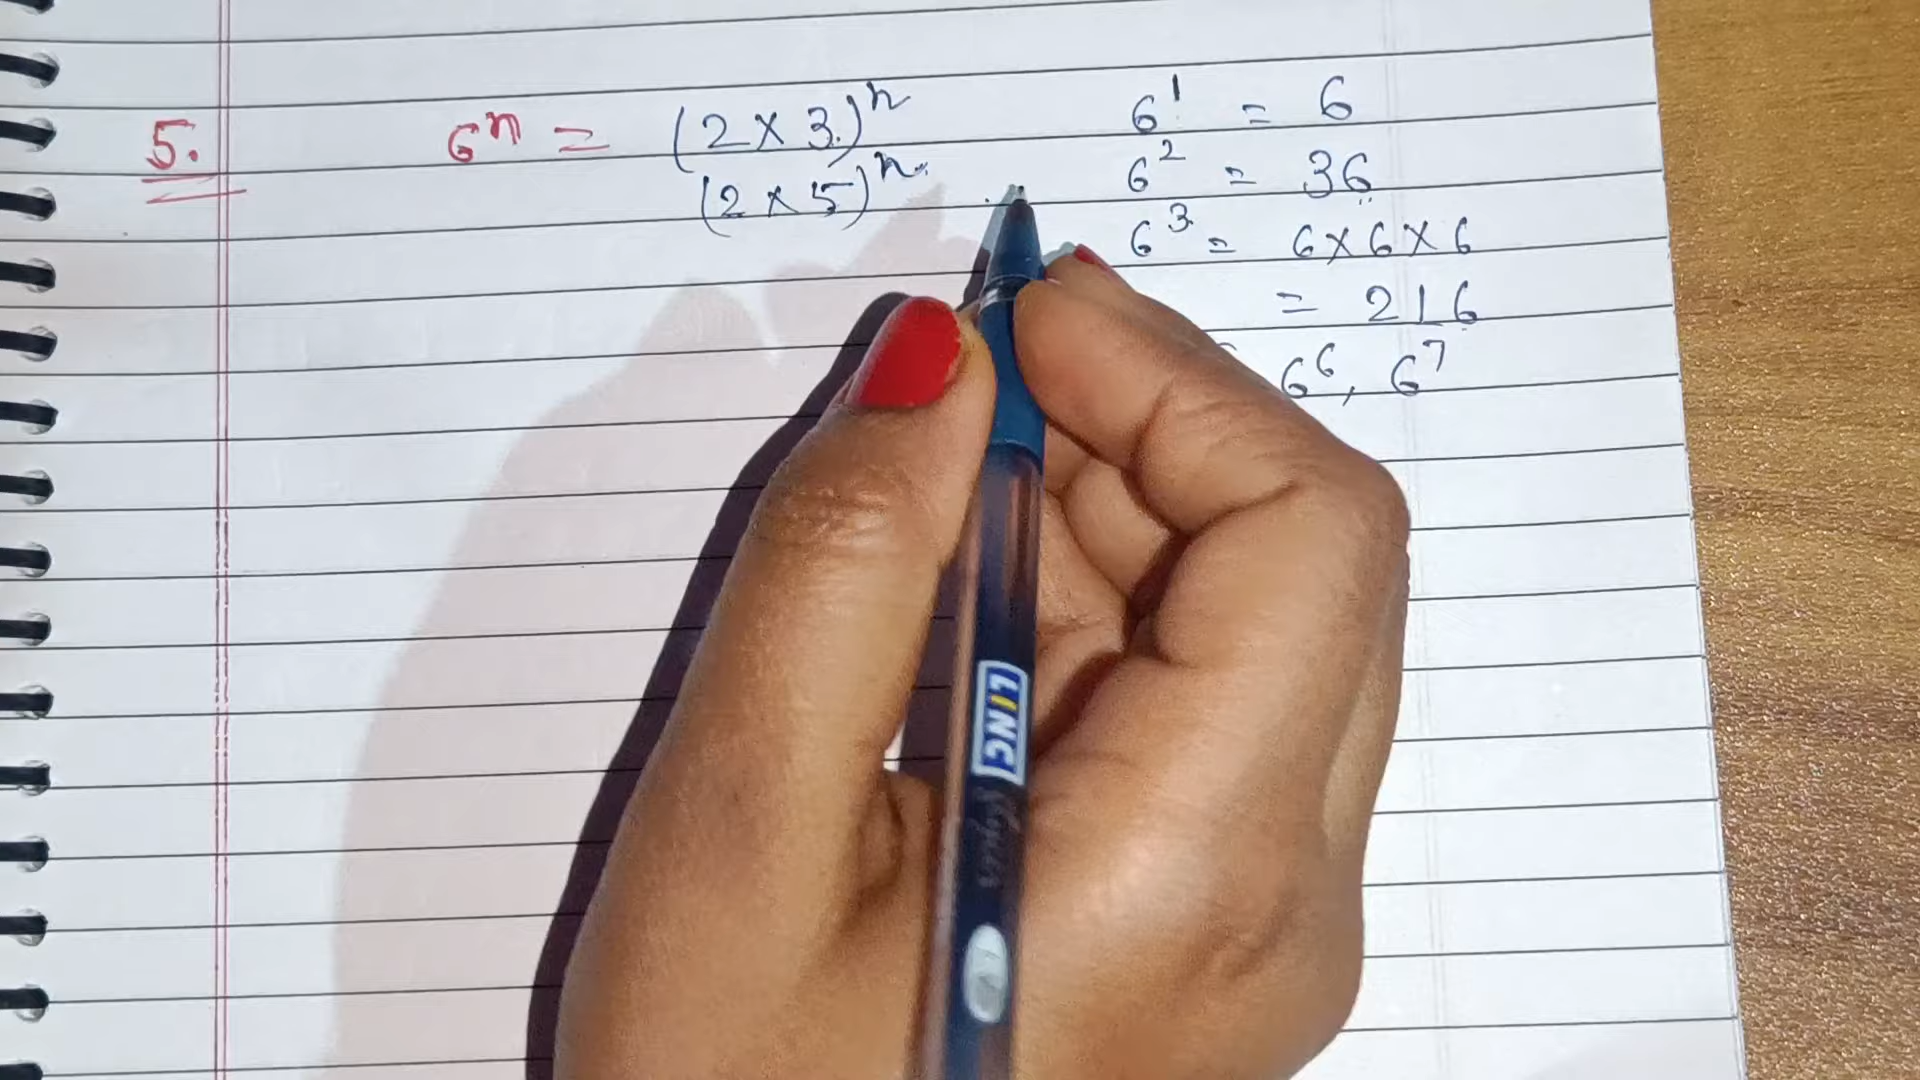 5. 6ⁿ = (2 × 3)ⁿ
(2 × 5)ⁿ
6¹ = 6
6² = 36
6³ = 6×6×6
= 216
6⁶, 6⁷
LINC